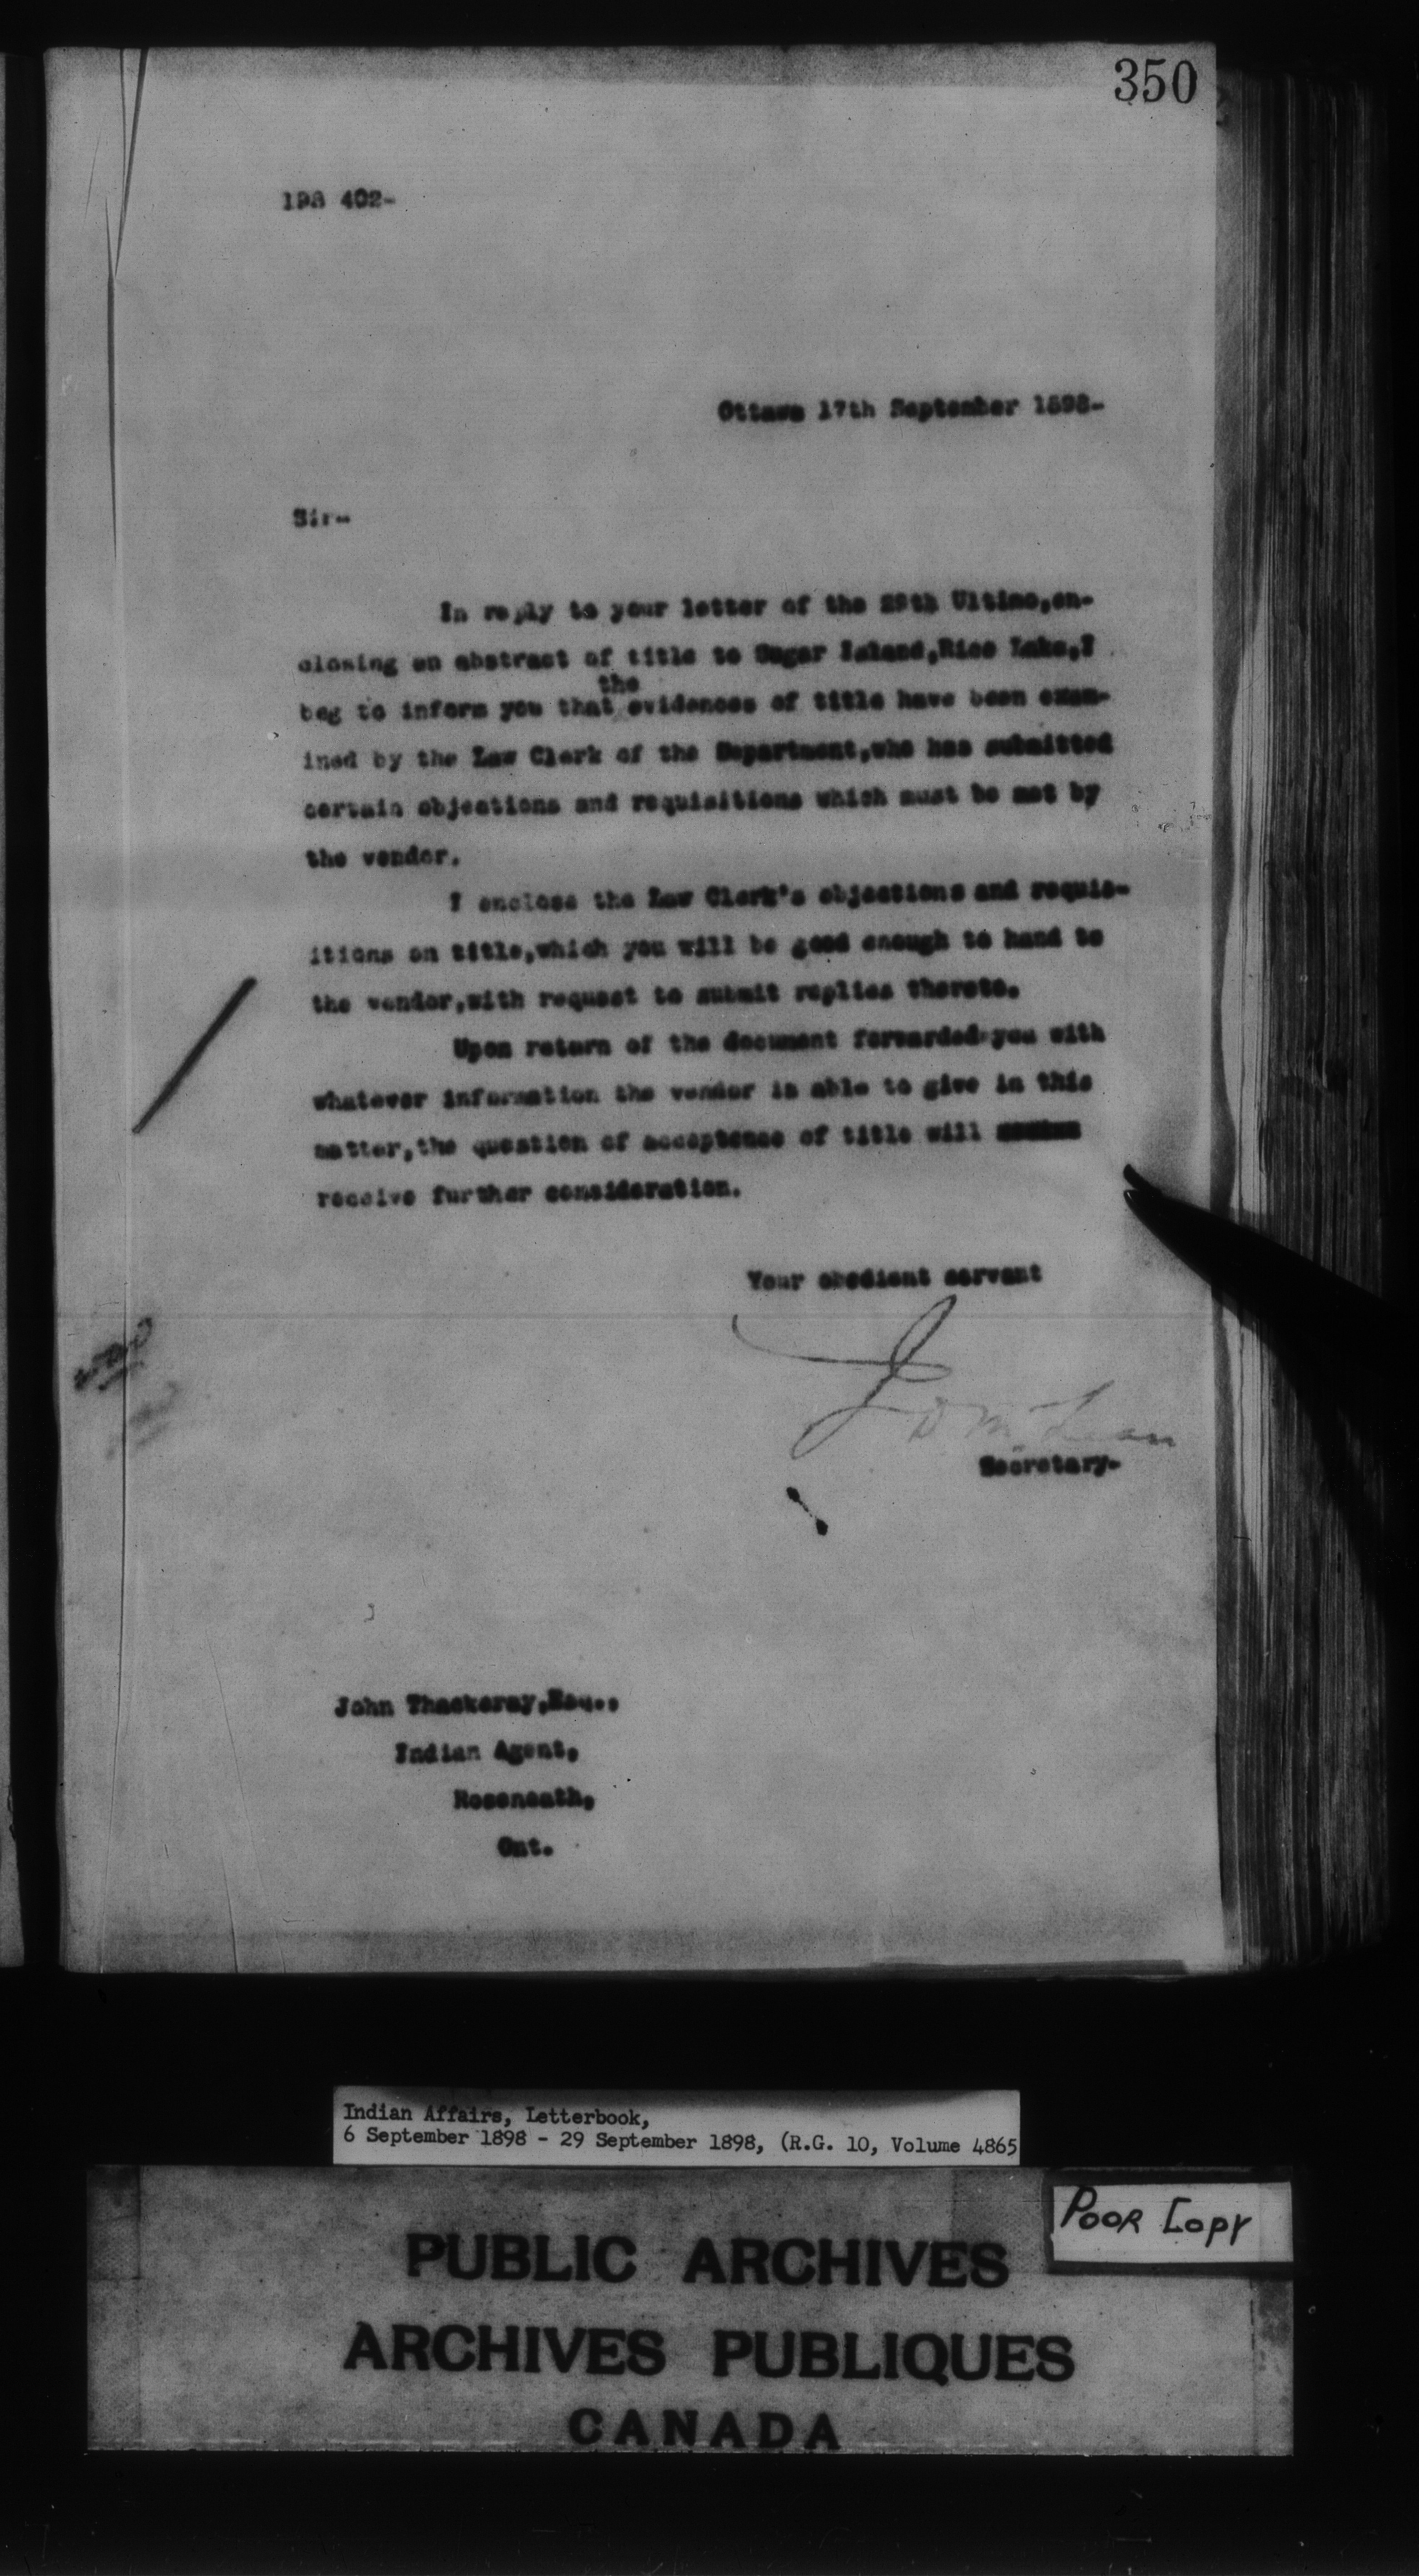 350
198 402-
Ottawa 17th September 1898-
Sir-
In reply to your letter of the 29th Ultimo,en-
closing an abstract of title to Sugar Island,Rice Lake,I
the
beg to inform you that evidences of title have been exam-
ined by the Law Clerk of the Department,who has submitted
certain objections and requisitions which must be met by
the vendor.
I enclose the Law Clerk's objections and requis-
itions on title,which you will be good enough to hand to
the vendor,with request to submit replies thereto.
Upon return of the document forwarded you with
whatever information the vendor is able to give in this
matter,the question of acceptance of title will
receive further consideration.
Your obedient servant
J D McLean
Secretary-
John Thackeray,Esq.,
Indian Agent,
Roseneath,
Ont.
Indian Affairs, Letterbook,
6 September 1898 - 29 September 1898, (R.G. 10, Volume 4865
POOR COPY
PUBLIC ARCHIVES
ARCHIVES PUBLIQUES
CANADA